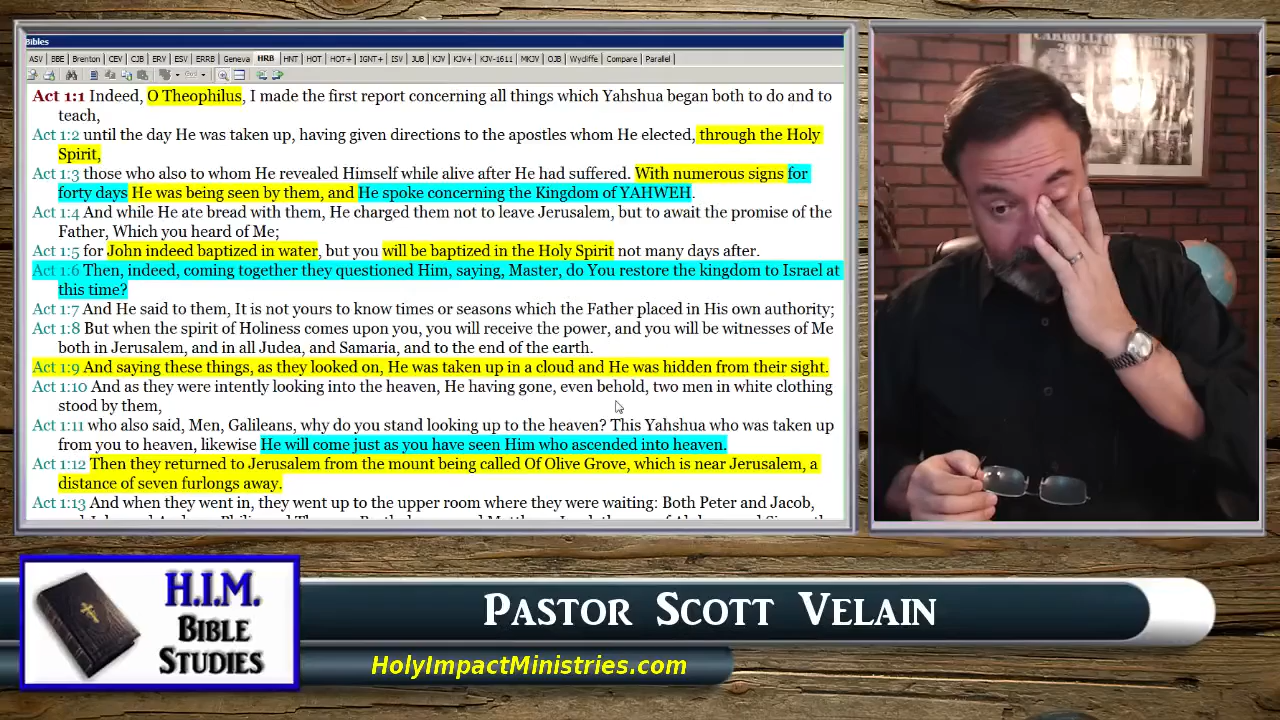 Bibles
ASV BBE Brenton CEV CJB ERV ESV ERRB Geneva HRB HNT HOT HOT+ IGNT+ ISV JUB KJV KJV+ KJV-1611 MKJV OJB Wycliffe Compare Parallel
Act 1:1 Indeed, O Theophilus, I made the first report concerning all things which Yahshua began both to do and to
teach,
Act 1:2 until the day He was taken up, having given directions to the apostles whom He elected, through the Holy
Spirit,
Act 1:3 those who also to whom He revealed Himself while alive after He had suffered. With numerous signs for
forty days He was being seen by them, and He spoke concerning the Kingdom of YAHWEH.
Act 1:4 And while He ate bread with them, He charged them not to leave Jerusalem, but to await the promise of the
Father, Which you heard of Me;
Act 1:5 for John indeed baptized in water, but you will be baptized in the Holy Spirit not many days after.
Act 1:6 Then, indeed, coming together they questioned Him, saying, Master, do You restore the kingdom to Israel at
this time?
Act 1:7 And He said to them, It is not yours to know times or seasons which the Father placed in His own authority;
Act 1:8 But when the spirit of Holiness comes upon you, you will receive the power, and you will be witnesses of Me
both in Jerusalem, and in all Judea, and Samaria, and to the end of the earth.
Act 1:9 And saying these things, as they looked on, He was taken up in a cloud and He was hidden from their sight.
Act 1:10 And as they were intently looking into the heaven, He having gone, even behold, two men in white clothing
stood by them,
Act 1:11 who also said, Men, Galileans, why do you stand looking up to the heaven? This Yahshua who was taken up
from you to heaven, likewise He will come just as you have seen Him who ascended into heaven.
Act 1:12 Then they returned to Jerusalem from the mount being called Of Olive Grove, which is near Jerusalem, a
distance of seven furlongs away.
Act 1:13 And when they went in, they went up to the upper room where they were waiting: Both Peter and Jacob,
CARROLLTON WARRIORS
H.I.M.
BIBLE
STUDIES
PASTOR SCOTT VELAIN
HolyImpactMinistries.com